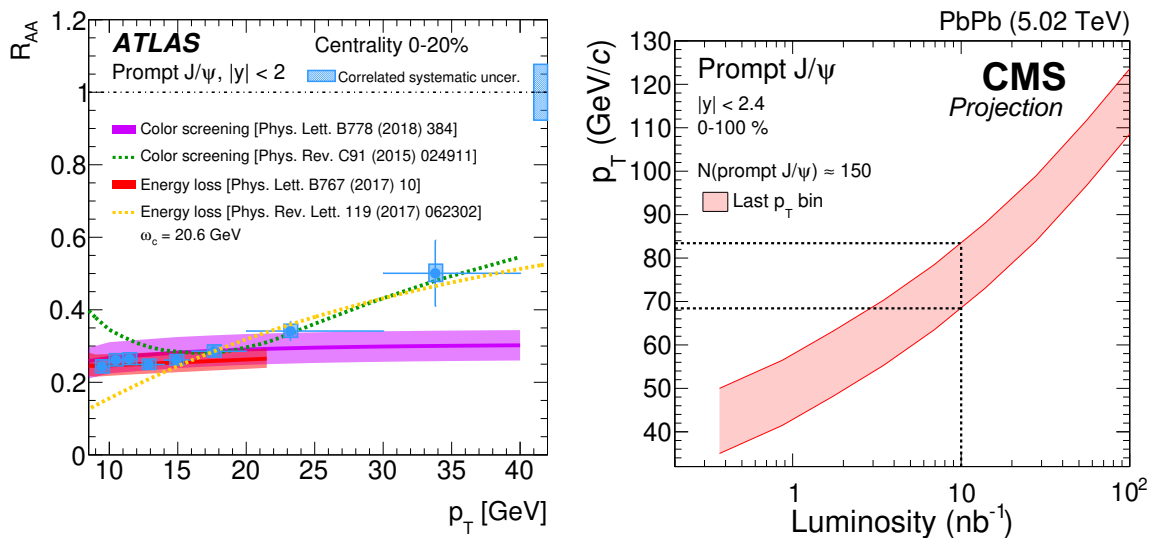 R_AA
1.2
1
0.8
0.6
0.4
0.2
0
ATLAS
Centrality 0-20%
Prompt J/ψ, |y| < 2
Correlated systematic uncer.
Color screening [Phys. Lett. B778 (2018) 384]
Color screening [Phys. Rev. C91 (2015) 024911]
Energy loss [Phys. Lett. B767 (2017) 10]
Energy loss [Phys. Rev. Lett. 119 (2017) 062302]
ω_c = 20.6 GeV
10 15 20 25 30 35 40
p_T [GeV]
PbPb (5.02 TeV)
p_T (GeV/c)
130
120
110
100
90
80
70
60
50
40
Prompt J/ψ
CMS
Projection
|y| < 2.4
0-100 %
N(prompt J/ψ) ≈ 150
Last p_T bin
1 10 10²
Luminosity (nb⁻¹)